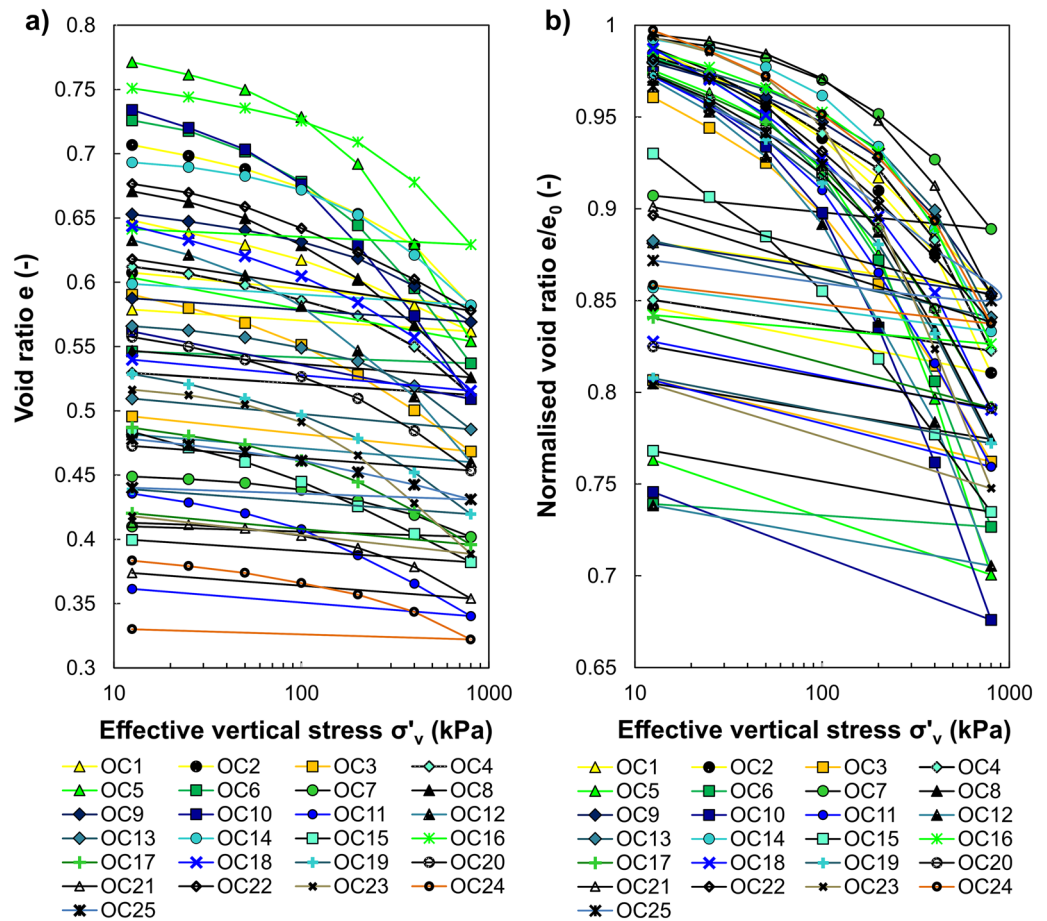 a)
b)
Void ratio e (-)
0.8
0.75
0.7
0.65
0.6
0.55
0.5
0.45
0.4
0.35
0.3
10
100
1000
Effective vertical stress σ'v (kPa)
OC1 OC2 OC3 OC4
OC5 OC6 OC7 OC8
OC9 OC10 OC11 OC12
OC13 OC14 OC15 OC16
OC17 OC18 OC19 OC20
OC21 OC22 OC23 OC24
OC25
Normalised void ratio e/e0 (-)
1
0.95
0.9
0.85
0.8
0.75
0.7
0.65
10
100
1000
Effective vertical stress σ'v (kPa)
OC1 OC2 OC3 OC4
OC5 OC6 OC7 OC8
OC9 OC10 OC11 OC12
OC13 OC14 OC15 OC16
OC17 OC18 OC19 OC20
OC21 OC22 OC23 OC24
OC25